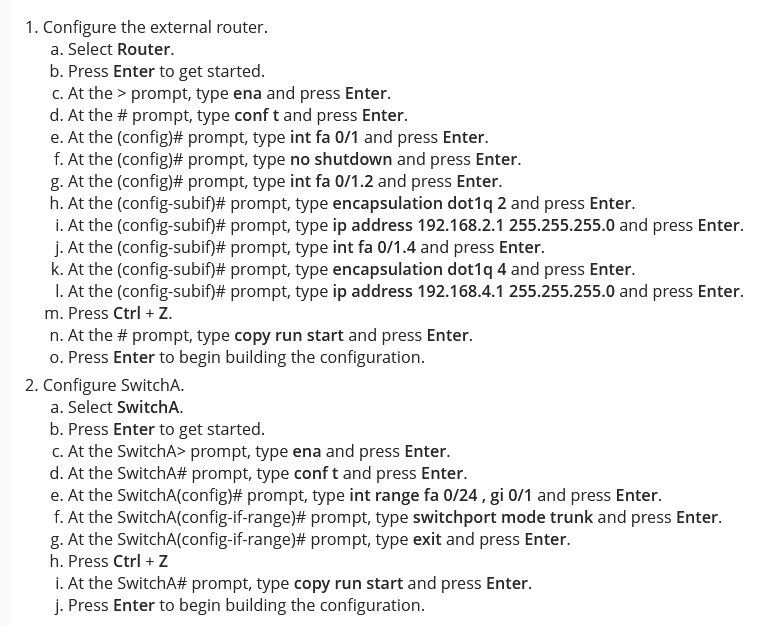 1. Configure the external router.
a. Select Router.
b. Press Enter to get started.
c. At the > prompt, type ena and press Enter.
d. At the # prompt, type conf t and press Enter.
e. At the (config)# prompt, type int fa 0/1 and press Enter.
f. At the (config)# prompt, type no shutdown and press Enter.
g. At the (config)# prompt, type int fa 0/1.2 and press Enter.
h. At the (config-subif)# prompt, type encapsulation dot1q 2 and press Enter.
i. At the (config-subif)# prompt, type ip address 192.168.2.1 255.255.255.0 and press Enter.
j. At the (config-subif)# prompt, type int fa 0/1.4 and press Enter.
k. At the (config-subif)# prompt, type encapsulation dot1q 4 and press Enter.
l. At the (config-subif)# prompt, type ip address 192.168.4.1 255.255.255.0 and press Enter.
m. Press Ctrl + Z.
n. At the # prompt, type copy run start and press Enter.
o. Press Enter to begin building the configuration.
2. Configure SwitchA.
a. Select SwitchA.
b. Press Enter to get started.
c. At the SwitchA> prompt, type ena and press Enter.
d. At the SwitchA# prompt, type conf t and press Enter.
e. At the SwitchA(config)# prompt, type int range fa 0/24 , gi 0/1 and press Enter.
f. At the SwitchA(config-if-range)# prompt, type switchport mode trunk and press Enter.
g. At the SwitchA(config-if-range)# prompt, type exit and press Enter.
h. Press Ctrl + Z
i. At the SwitchA# prompt, type copy run start and press Enter.
j. Press Enter to begin building the configuration.